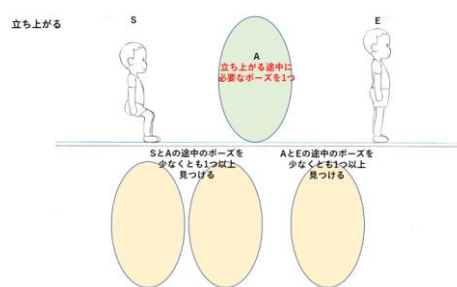 立ち上がる
S
E
A
立ち上がる途中に
必要なポーズを1つ
SとAの途中のポーズを
少なくとも1つ以上
見つける
AとEの途中のポーズを
少なくとも1つ以上
見つける